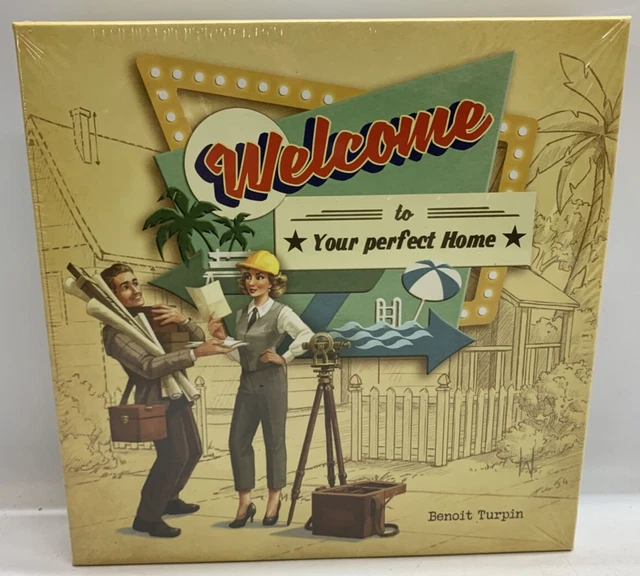 Welcome
to
Your perfect Home
Benoit Turpin